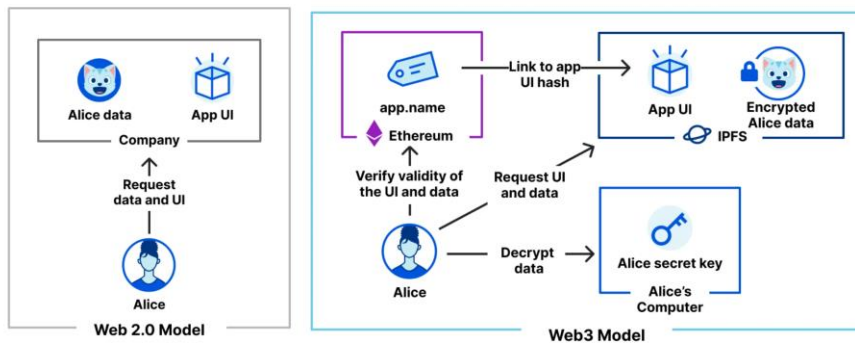 Alice data
App UI
Company
Request
data and UI
Alice
Web 2.0 Model
app.name
Ethereum
Link to app
UI hash
App UI
Encrypted
Alice data
IPFS
Verify validity of
the UI and data
Request UI
and data
Alice
Decrypt
data
Alice secret key
Alice's
Computer
Web3 Model